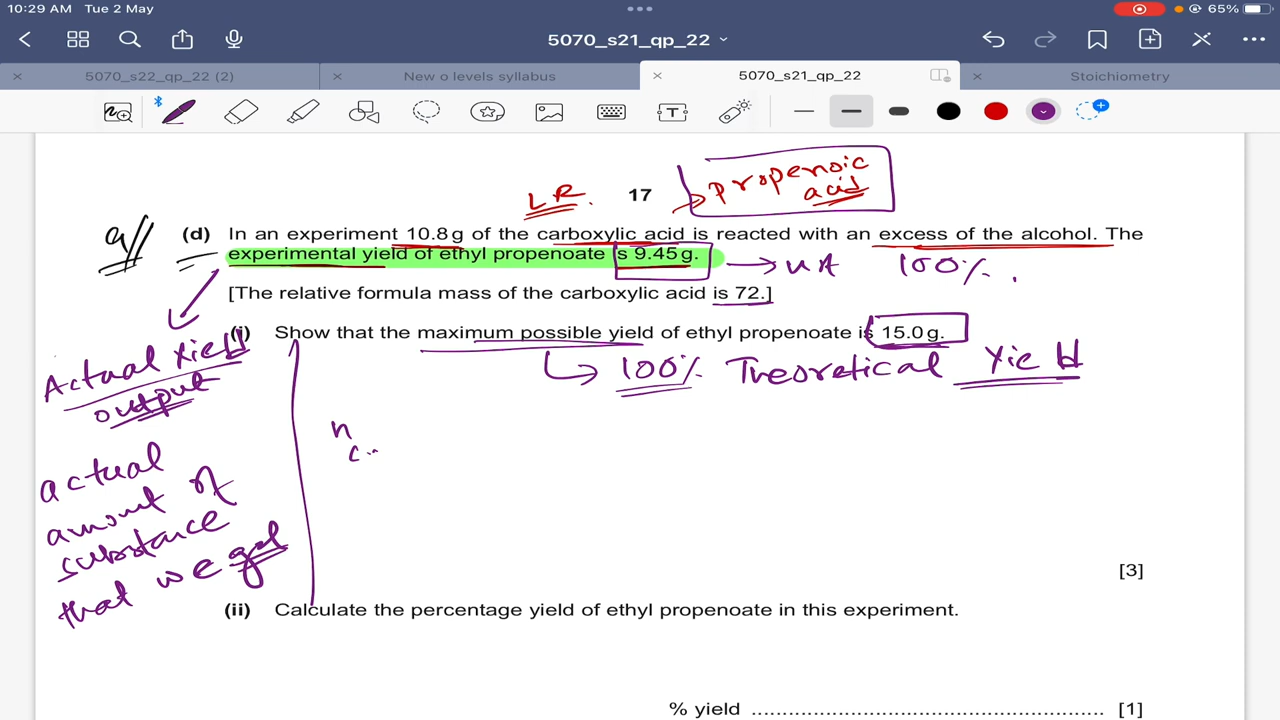 10:29 AM Tue 2 May
65%
5070_s21_qp_22
5070_s22_qp_22 (2)
New o levels syllabus
5070_s21_qp_22
Stoichiometry
T
L R.
17
propenoic
acid
(d) In an experiment 10.8 g of the carboxylic acid is reacted with an excess of the alcohol. The
experimental yield of ethyl propenoate is 9.45 g.
100% .
[The relative formula mass of the carboxylic acid is 72.]
(i) Show that the maximum possible yield of ethyl propenoate is 15.0 g.
100% Theoretical Yield
Actual Yield
output
n
actual
amount of
substance
that we
[3]
(ii) Calculate the percentage yield of ethyl propenoate in this experiment.
% yield ........................................................ [1]